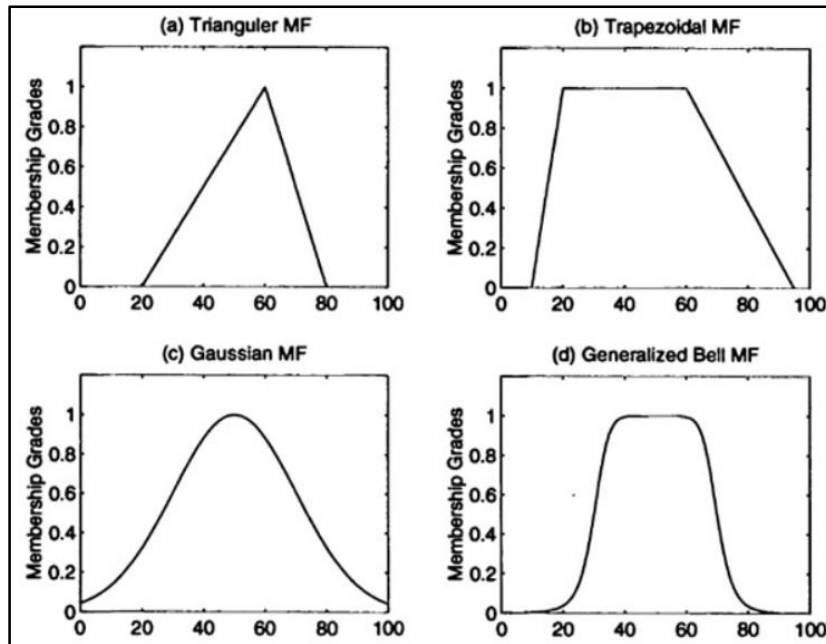 (a) Trianguler MF
Membership Grades
1
0.8
0.6
0.4
0.2
0
0 20 40 60 80 100
(b) Trapezoidal MF
Membership Grades
1
0.8
0.6
0.4
0.2
0
0 20 40 60 80 100
(c) Gaussian MF
Membership Grades
1
0.8
0.6
0.4
0.2
0
0 20 40 60 80 100
(d) Generalized Bell MF
Membership Grades
1
0.8
0.6
0.4
0.2
0
0 20 40 60 80 100